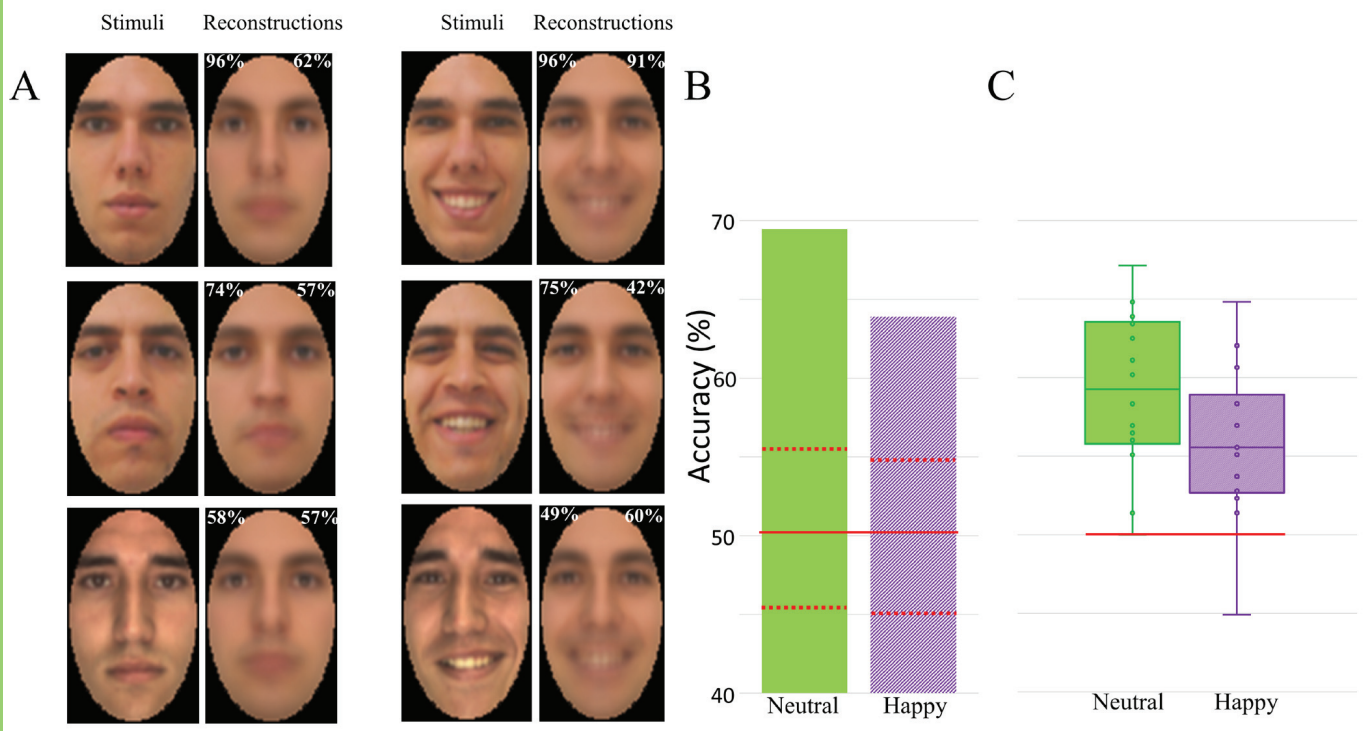 Stimuli Reconstructions Stimuli Reconstructions
A B C
96% 62% 96% 91%
74% 57% 75% 42%
58% 57% 49% 60%
Accuracy (%)
70
60
50
40
Neutral Happy
Neutral Happy